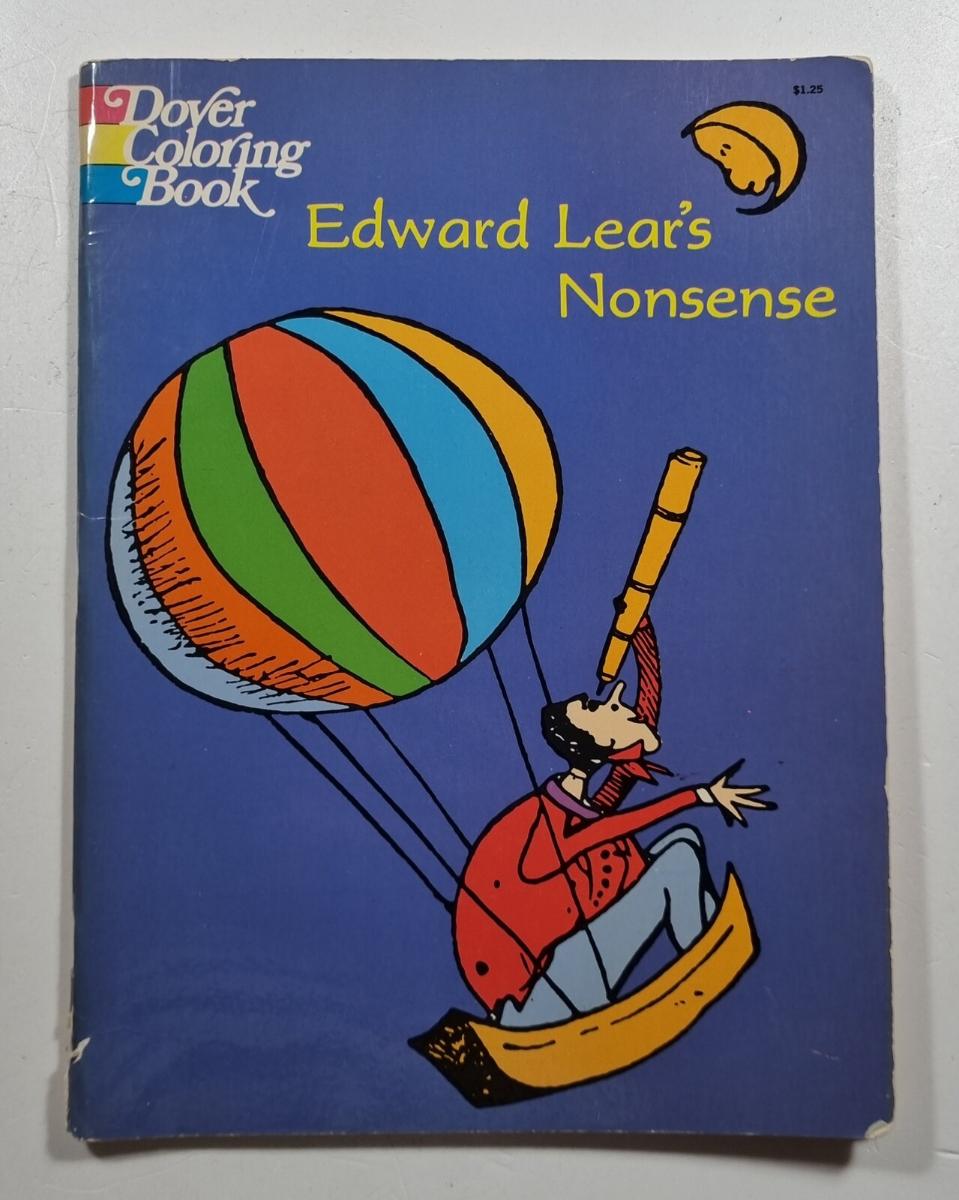 $1.25
Dover
Coloring
Book
Edward Lear's
Nonsense